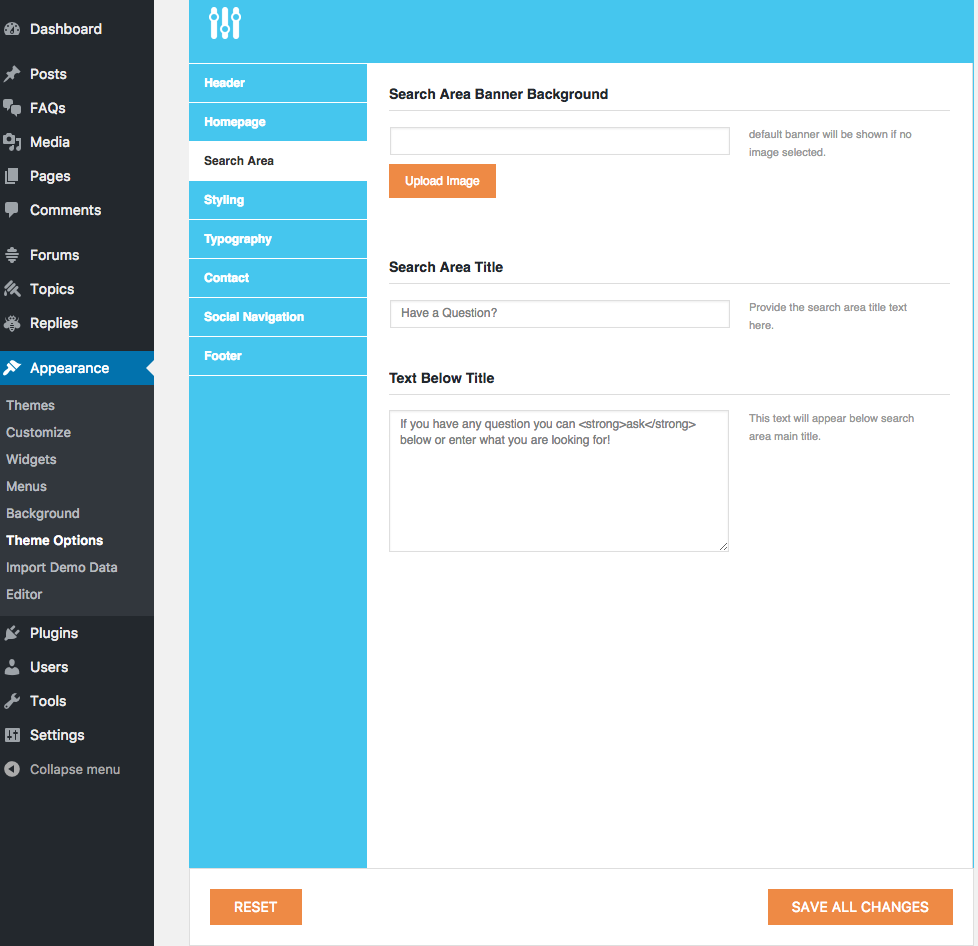 Dashboard
Posts
FAQs
Media
Pages
Comments
Forums
Topics
Replies
Appearance
Themes
Customize
Widgets
Menus
Background
Theme Options
Import Demo Data
Editor
Plugins
Users
Tools
Settings
Collapse menu
Header
Homepage
Search Area
Styling
Typography
Contact
Social Navigation
Footer
Search Area Banner Background
default banner will be shown if no
image selected.
Upload Image
Search Area Title
Have a Question?
Provide the search area title text
here.
Text Below Title
If you have any question you can <strong>ask</strong>
below or enter what you are looking for!
This text will appear below search
area main title.
RESET
SAVE ALL CHANGES